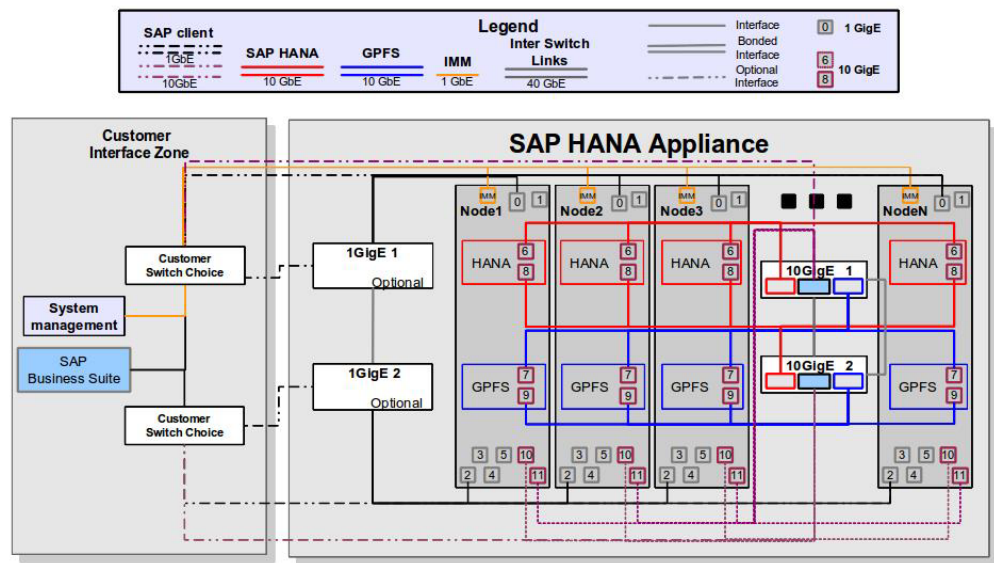 Legend
SAP client
1GbE
10GbE
SAP HANA
10 GbE
GPFS
10 GbE
IMM
1 GbE
Inter Switch
Links
40 GbE
Interface
Bonded
Interface
Optional
Interface
0 1 GigE
6
8
10 GigE
Customer
Interface Zone
Customer
Switch Choice
System
management
SAP
Business Suite
Customer
Switch Choice
SAP HANA Appliance
1GigE 1
Optional
1GigE 2
Optional
IMM 0 1
Node1
HANA 6
8
GPFS 7
9
3 5 10
2 4 11
IMM 0 1
Node2
HANA 6
8
GPFS 7
9
3 5 10
2 4 11
IMM 0 1
Node3
HANA 6
8
GPFS 7
9
3 5 10
2 4 11
10GigE 1
10GigE 2
IMM 0 1
NodeN
HANA 6
8
GPFS 7
9
3 5 10
2 4 11